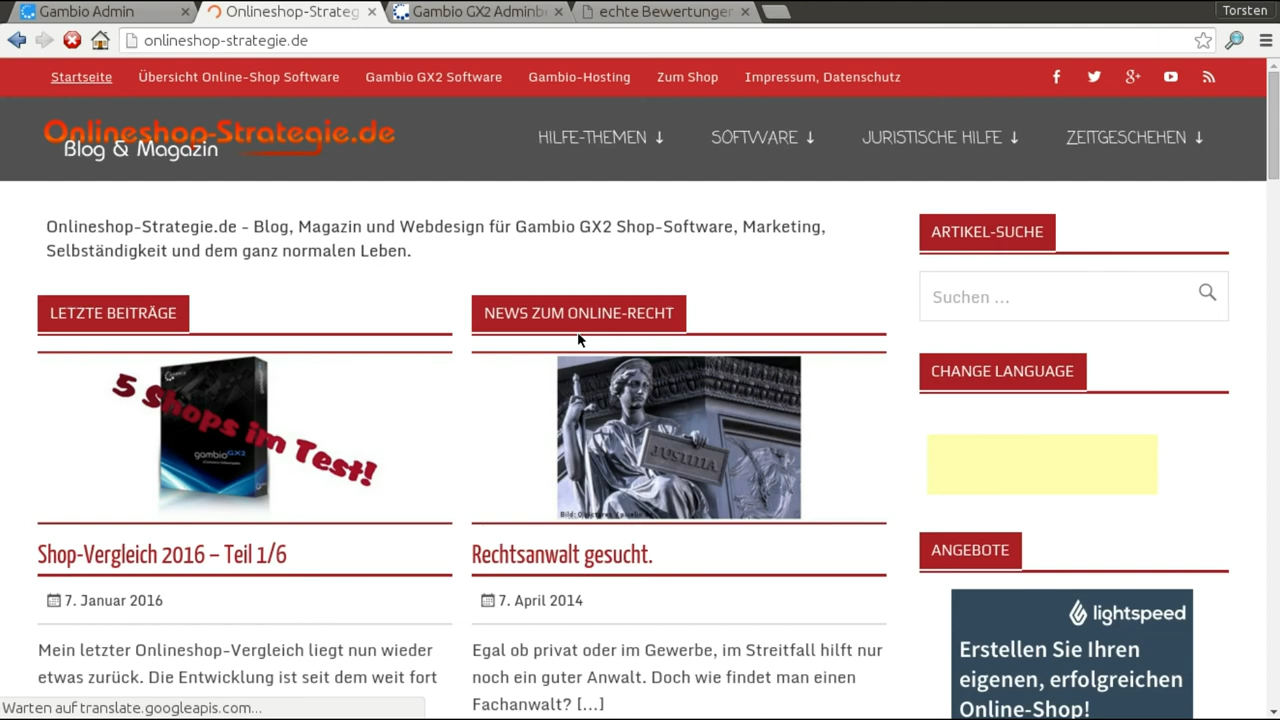 Gambio Admin
Onlineshop-Strateg
Gambio GX2 Adminb
echte Bewertunger
Torsten
onlineshop-strategie.de
Startseite
Übersicht Online-Shop Software
Gambio GX2 Software
Gambio-Hosting
Zum Shop
Impressum, Datenschutz
Onlineshop-Strategie.de
Blog & Magazin
HILFE-THEMEN ↓
SOFTWARE ↓
JURISTISCHE HILFE ↓
ZEITGESCHEHEN ↓
Onlineshop-Strategie.de - Blog, Magazin und Webdesign für Gambio GX2 Shop-Software, Marketing,
Selbständigkeit und dem ganz normalen Leben.
ARTIKEL-SUCHE
Suchen ...
CHANGE LANGUAGE
ANGEBOTE
lightspeed
Erstellen Sie Ihren
eigenen, erfolgreichen
Online-Shop!
LETZTE BEITRÄGE
5 Shops im Test!
gambioGX2
Shop-Vergleich 2016 – Teil 1/6
7. Januar 2016
Mein letzter Onlineshop-Vergleich liegt nun wieder
etwas zurück. Die Entwicklung ist seit dem weit fort
NEWS ZUM ONLINE-RECHT
JUSTITIA
Rechtsanwalt gesucht.
7. April 2014
Egal ob privat oder im Gewerbe, im Streitfall hilft nur
noch ein guter Anwalt. Doch wie findet man einen
Fachanwalt? [...]
Warten auf translate.googleapis.com...